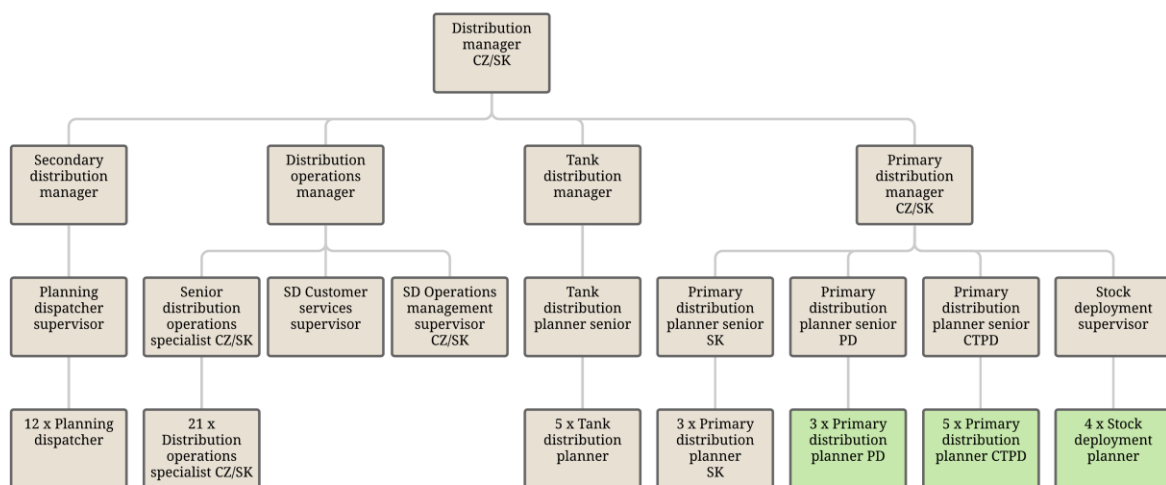 Distribution
manager
CZ/SK
Secondary
distribution
manager
Distribution
operations
manager
Tank
distribution
manager
Primary
distribution
manager
CZ/SK
Planning
dispatcher
supervisor
Senior
distribution
operations
specialist CZ/SK
SD Customer
services
supervisor
SD Operations
management
supervisor
CZ/SK
Tank
distribution
planner senior
Primary
distribution
planner senior
SK
Primary
distribution
planner senior
PD
Primary
distribution
planner senior
CTPD
Stock
deployment
supervisor
12 x Planning
dispatcher
21 x
Distribution
operations
specialist CZ/SK
5 x Tank
distribution
planner
3 x Primary
distribution
planner
SK
3 x Primary
distribution
planner PD
5 x Primary
distribution
planner CTPD
4 x Stock
deployment
planner